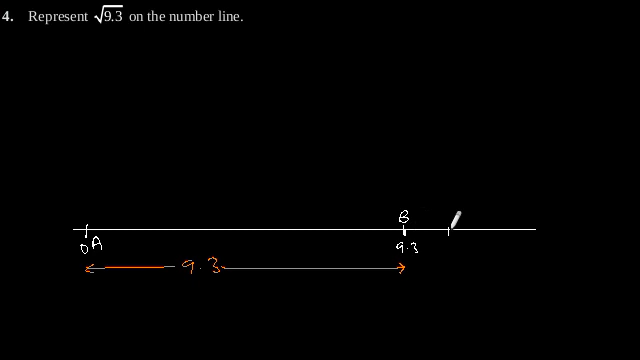 4. Represent √9.3 on the number line.
B
0 A
9.3
9.3